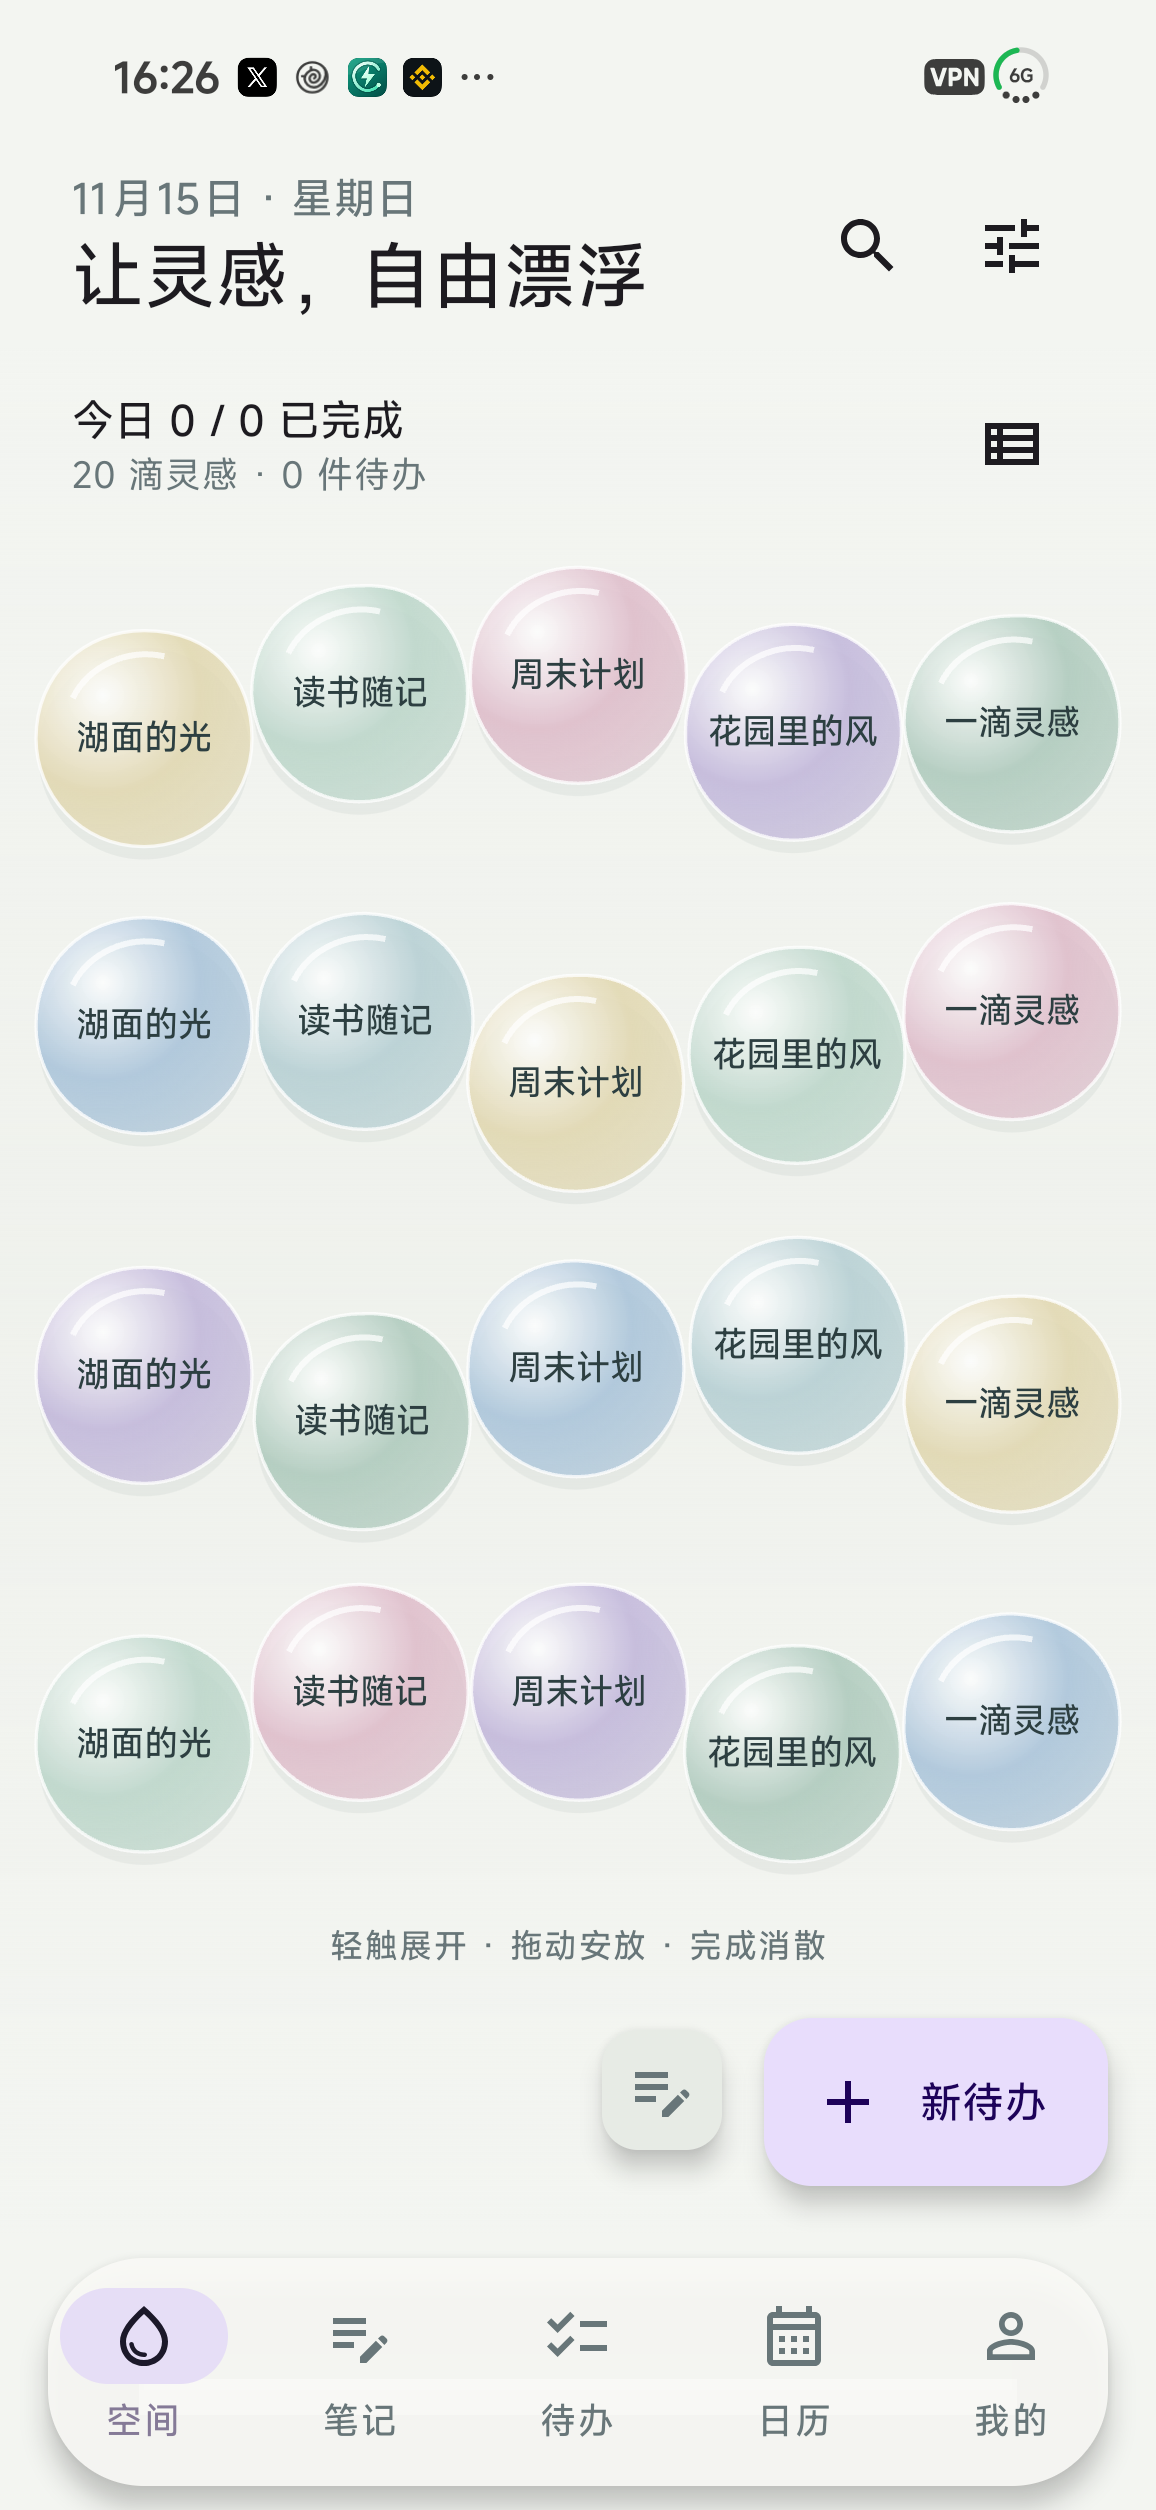 16:26
VPN
6G
11月15日 · 星期日
让灵感，自由漂浮
今日 0 / 0 已完成
20 滴灵感 · 0 件待办
湖面的光
读书随记
周末计划
花园里的风
一滴灵感
湖面的光
读书随记
周末计划
花园里的风
一滴灵感
湖面的光
读书随记
周末计划
花园里的风
一滴灵感
湖面的光
读书随记
周末计划
花园里的风
一滴灵感
轻触展开 · 拖动安放 · 完成消散
新待办
空间
笔记
待办
日历
我的